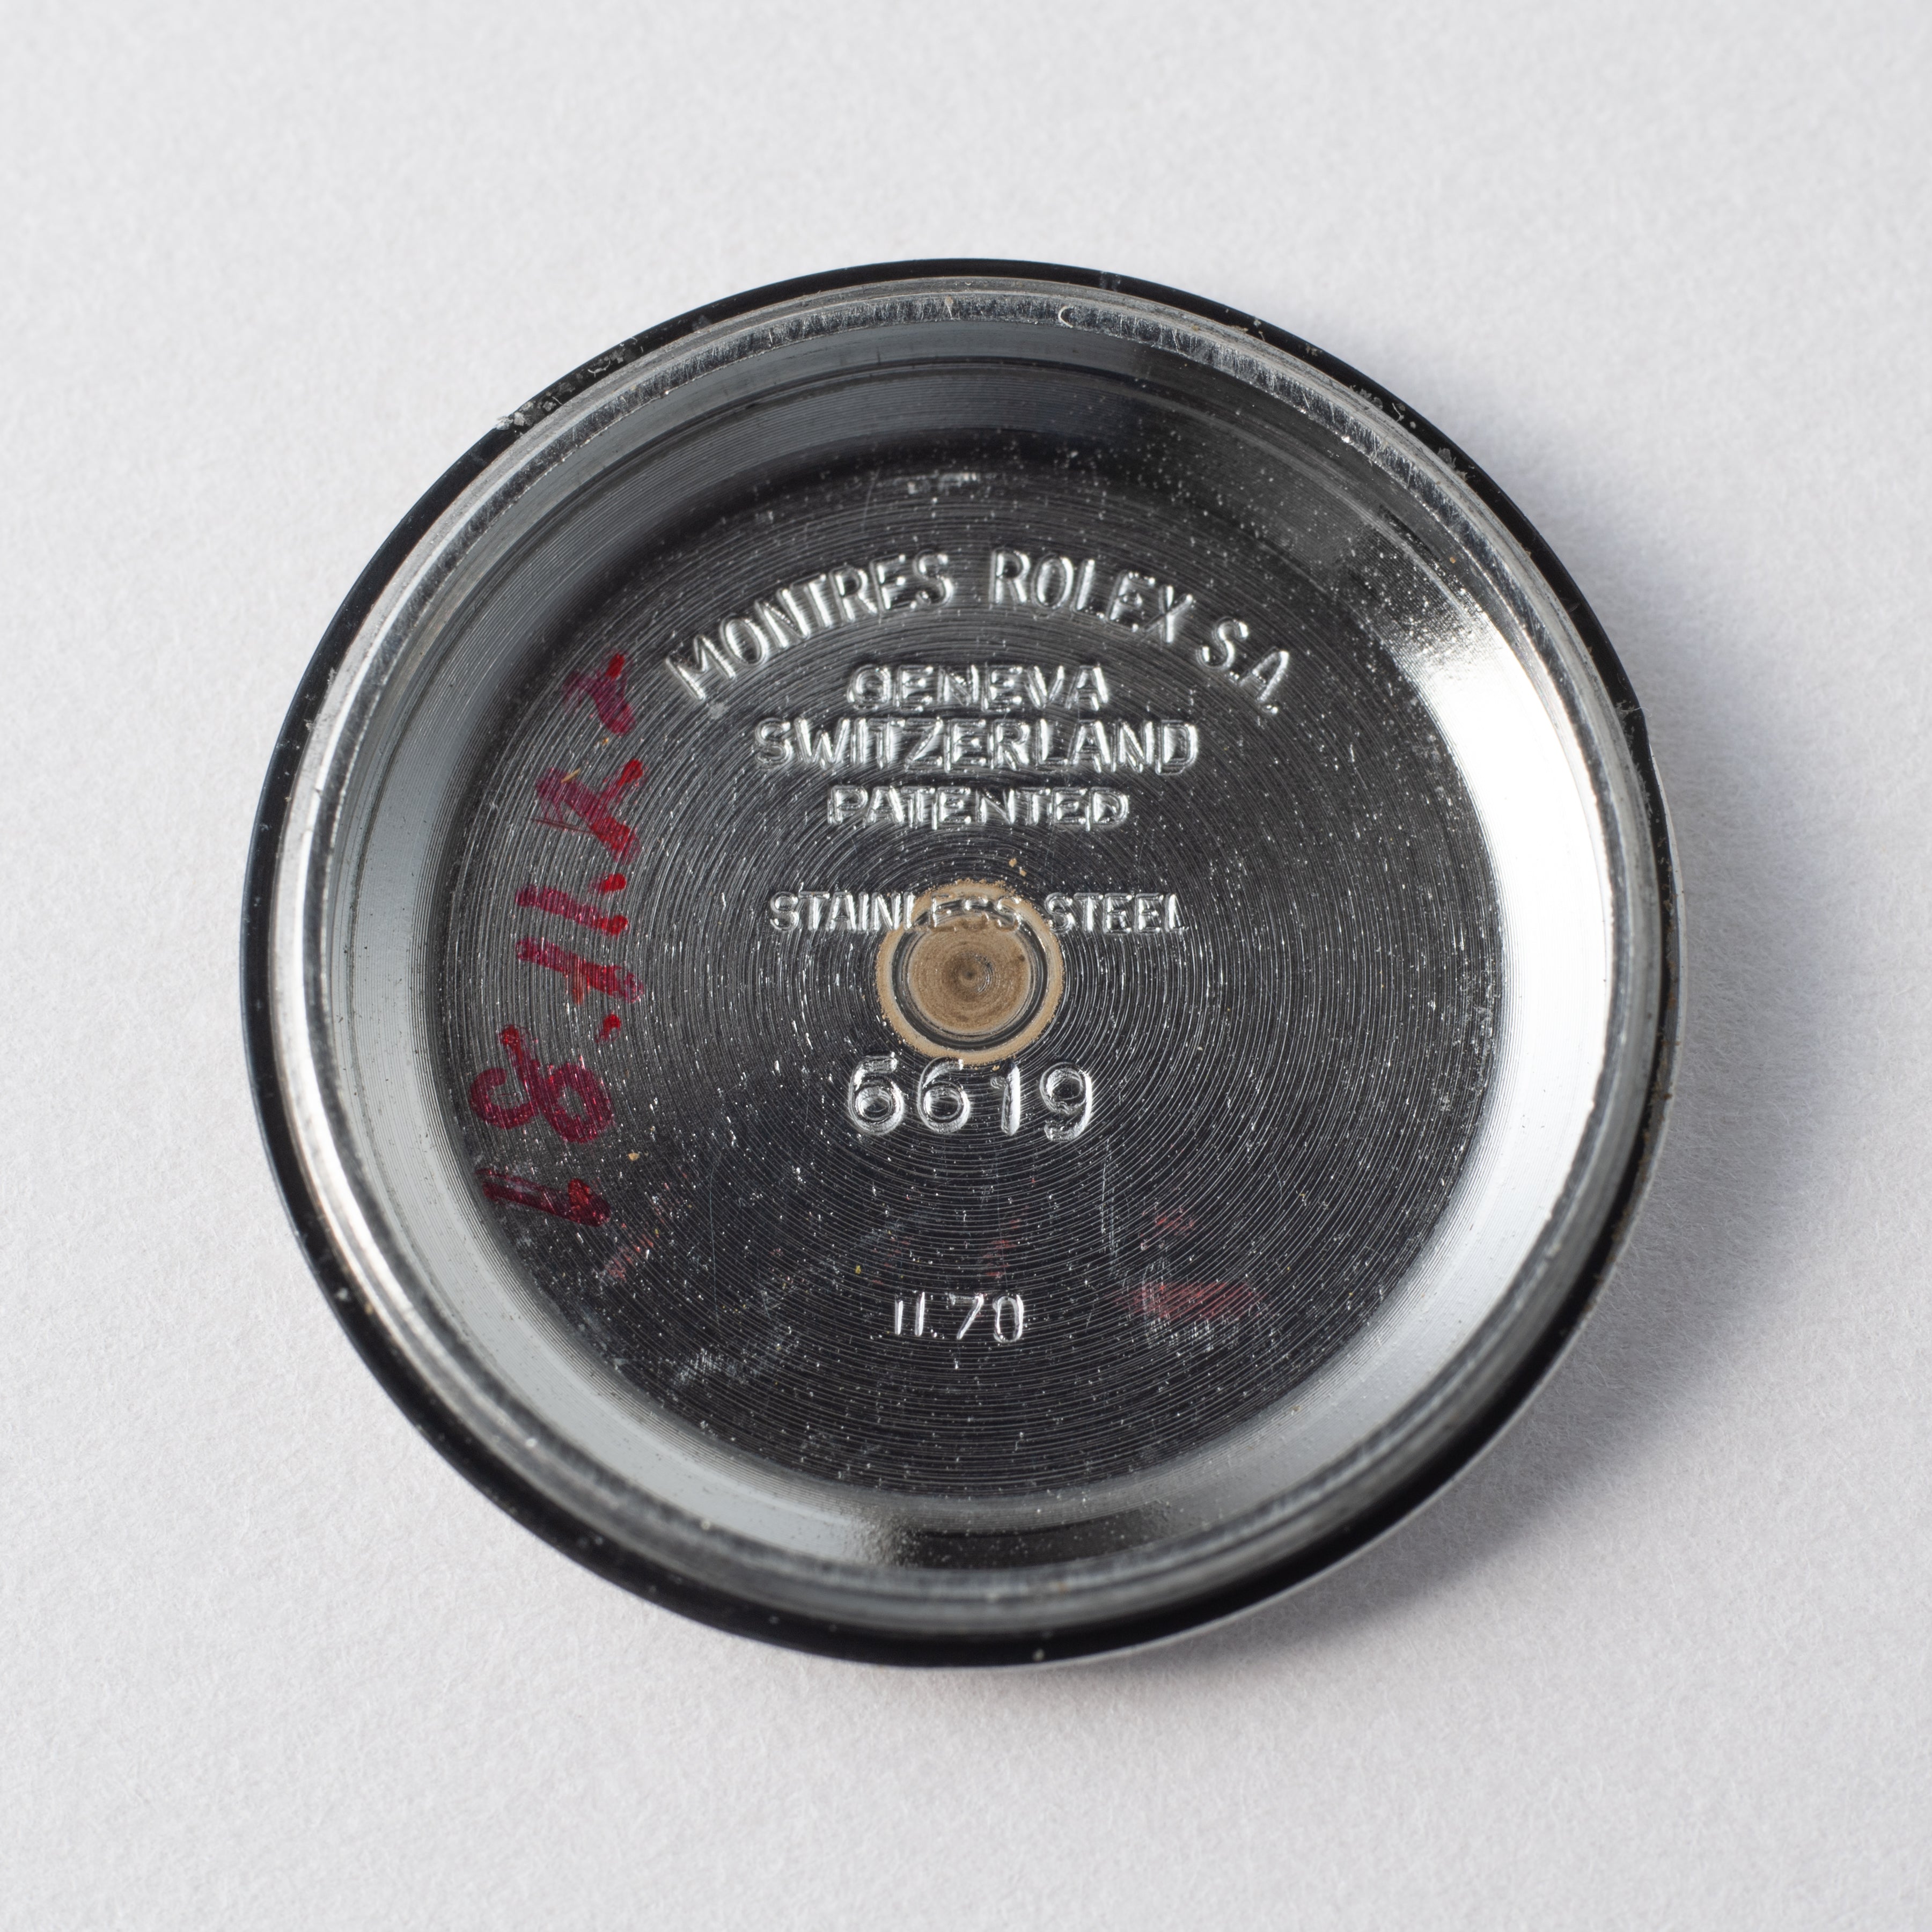 MONTRES ROLEX S.A.
GENEVA
SWITZERLAND
PATENTED
STAINLESS STEEL
6619
II.70